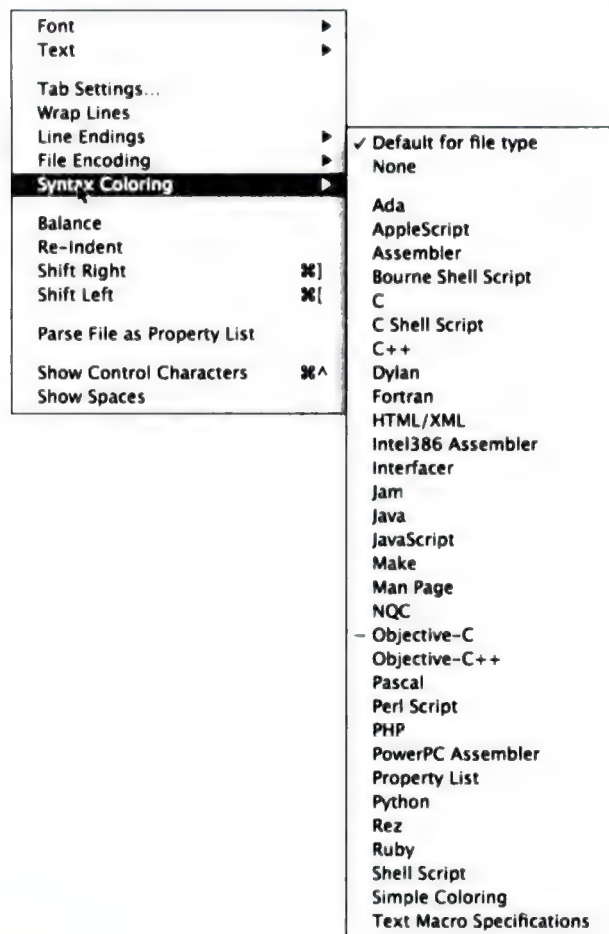 Font
Text
Tab Settings...
Wrap Lines
Line Endings
File Encoding
Syntax Coloring
Balance
Re-Indent
Shift Right ⌘]
Shift Left ⌘[
Parse File as Property List
Show Control Characters ⌘^
Show Spaces
✓ Default for file type
None
Ada
AppleScript
Assembler
Bourne Shell Script
C
C Shell Script
C++
Dylan
Fortran
HTML/XML
Intel386 Assembler
Interfacer
Jam
Java
JavaScript
Make
Man Page
NQC
– Objective-C
Objective-C++
Pascal
Perl Script
PHP
PowerPC Assembler
Property List
Python
Rez
Ruby
Shell Script
Simple Coloring
Text Macro Specifications